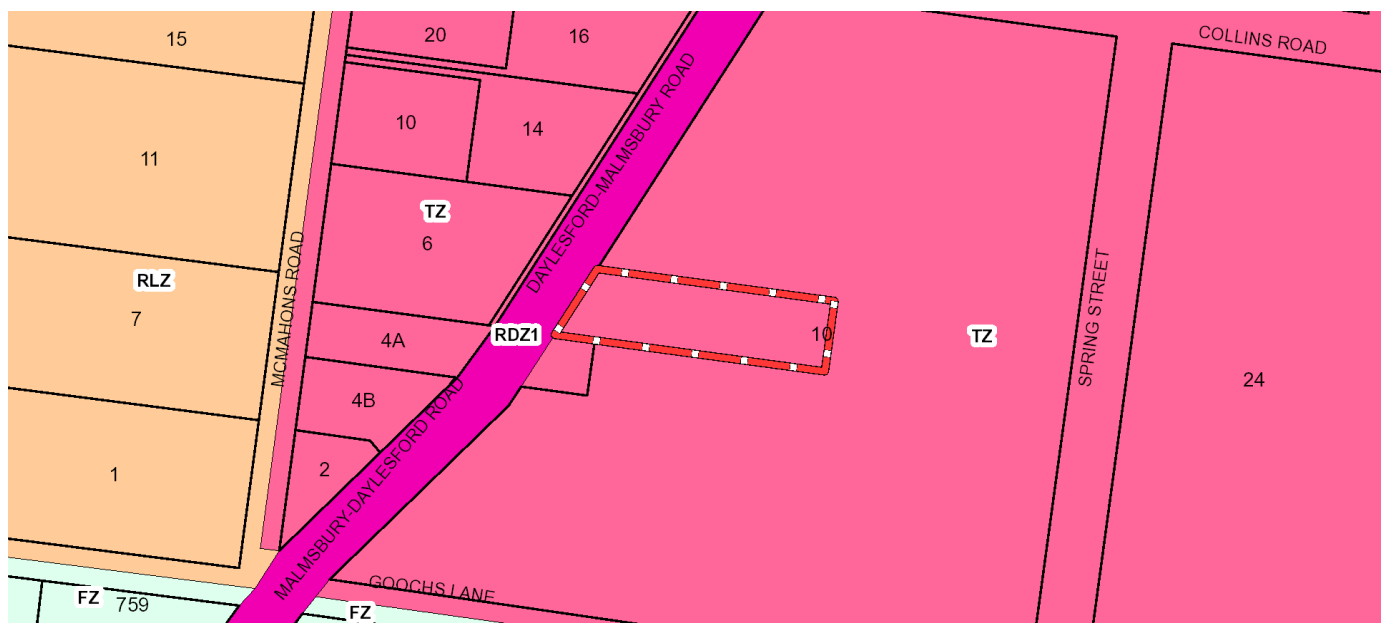 15
20
16
COLLINS ROAD
11
10
14
DAYLESFORD-MALMSBURY ROAD
TZ
6
RLZ
MCMAHONS ROAD
7
4A
RDZ1
10
TZ
SPRING STREET
24
4B
2
1
MALMSBURY-DAYLESFORD ROAD
GOOCHS LANE
FZ
759
FZ